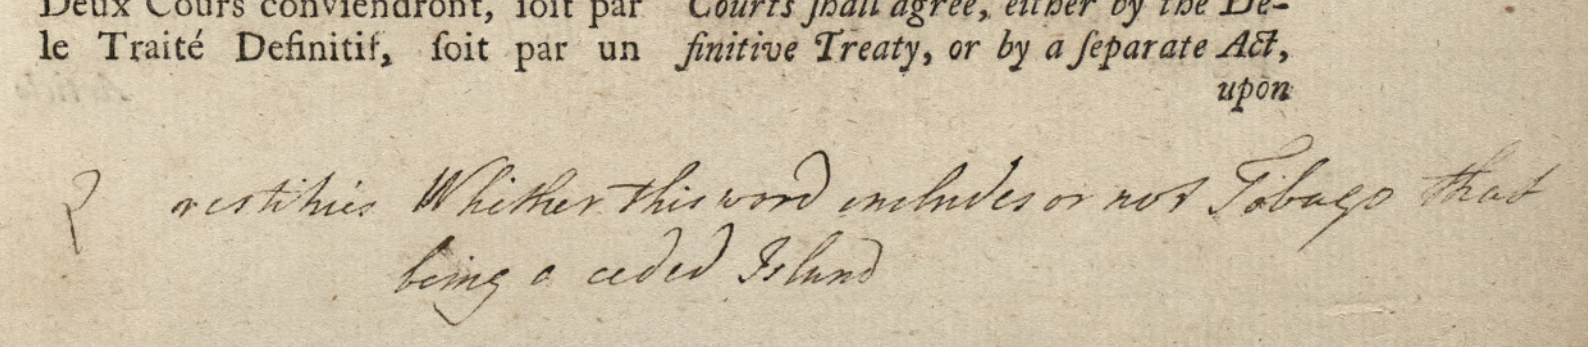 Deux Cours conviendront, ſoit par
le Traité Definitif, ſoit par un
Courts ſhall agree, either by the De-
finitive Treaty, or by a ſeparate Act,
upon
Whither this word includes or not Tobago that
being a ceded Island